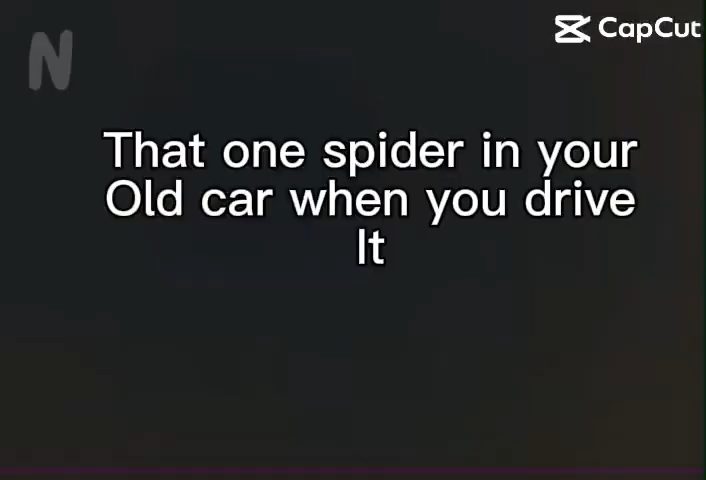 N
CapCut
That one spider in your
Old car when you drive
It